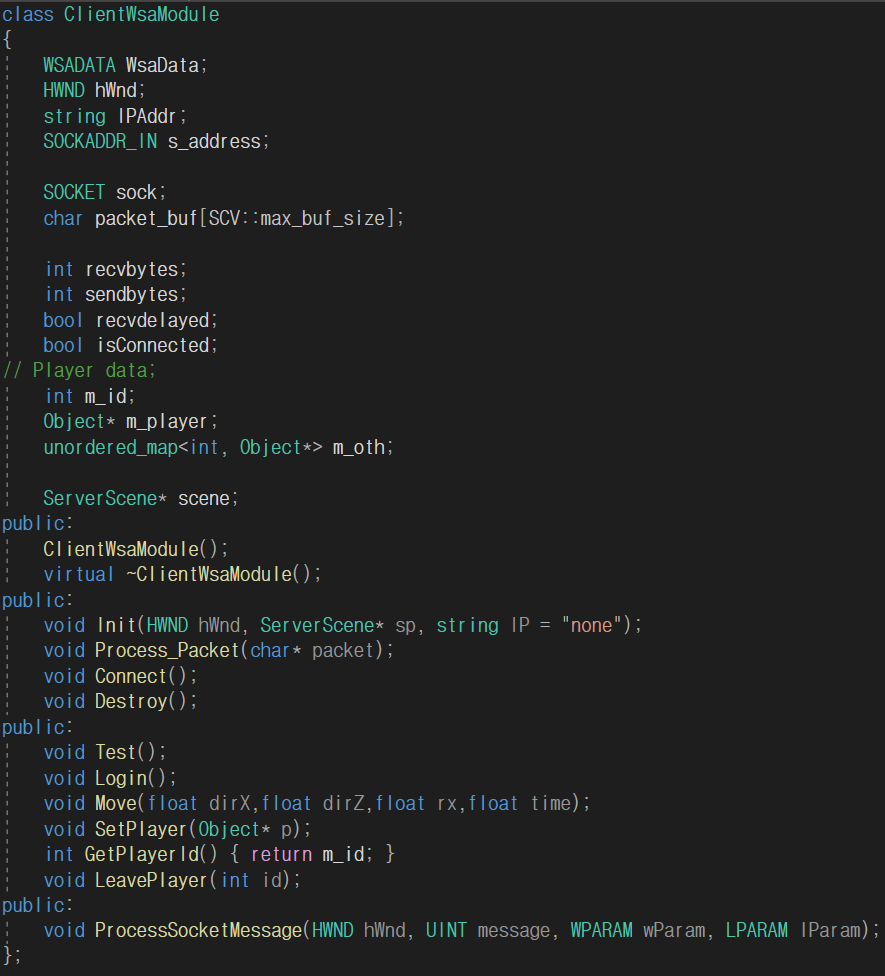 class ClientWsaModule
{
    WSADATA WsaData;
    HWND hWnd;
    string IPAddr;
    SOCKADDR_IN s_address;

    SOCKET sock;
    char packet_buf[SCV::max_buf_size];

    int recvbytes;
    int sendbytes;
    bool recvdelayed;
    bool isConnected;
// Player data;
    int m_id;
    Object* m_player;
    unordered_map<int, Object*> m_oth;

    ServerScene* scene;
public:
    ClientWsaModule();
    virtual ~ClientWsaModule();
public:
    void Init(HWND hWnd, ServerScene* sp, string IP = "none");
    void Process_Packet(char* packet);
    void Connect();
    void Destroy();
public:
    void Test();
    void Login();
    void Move(float dirX,float dirZ,float rx,float time);
    void SetPlayer(Object* p);
    int GetPlayerId() { return m_id; }
    void LeavePlayer(int id);
public:
    void ProcessSocketMessage(HWND hWnd, UINT message, WPARAM wParam, LPARAM lParam);
};